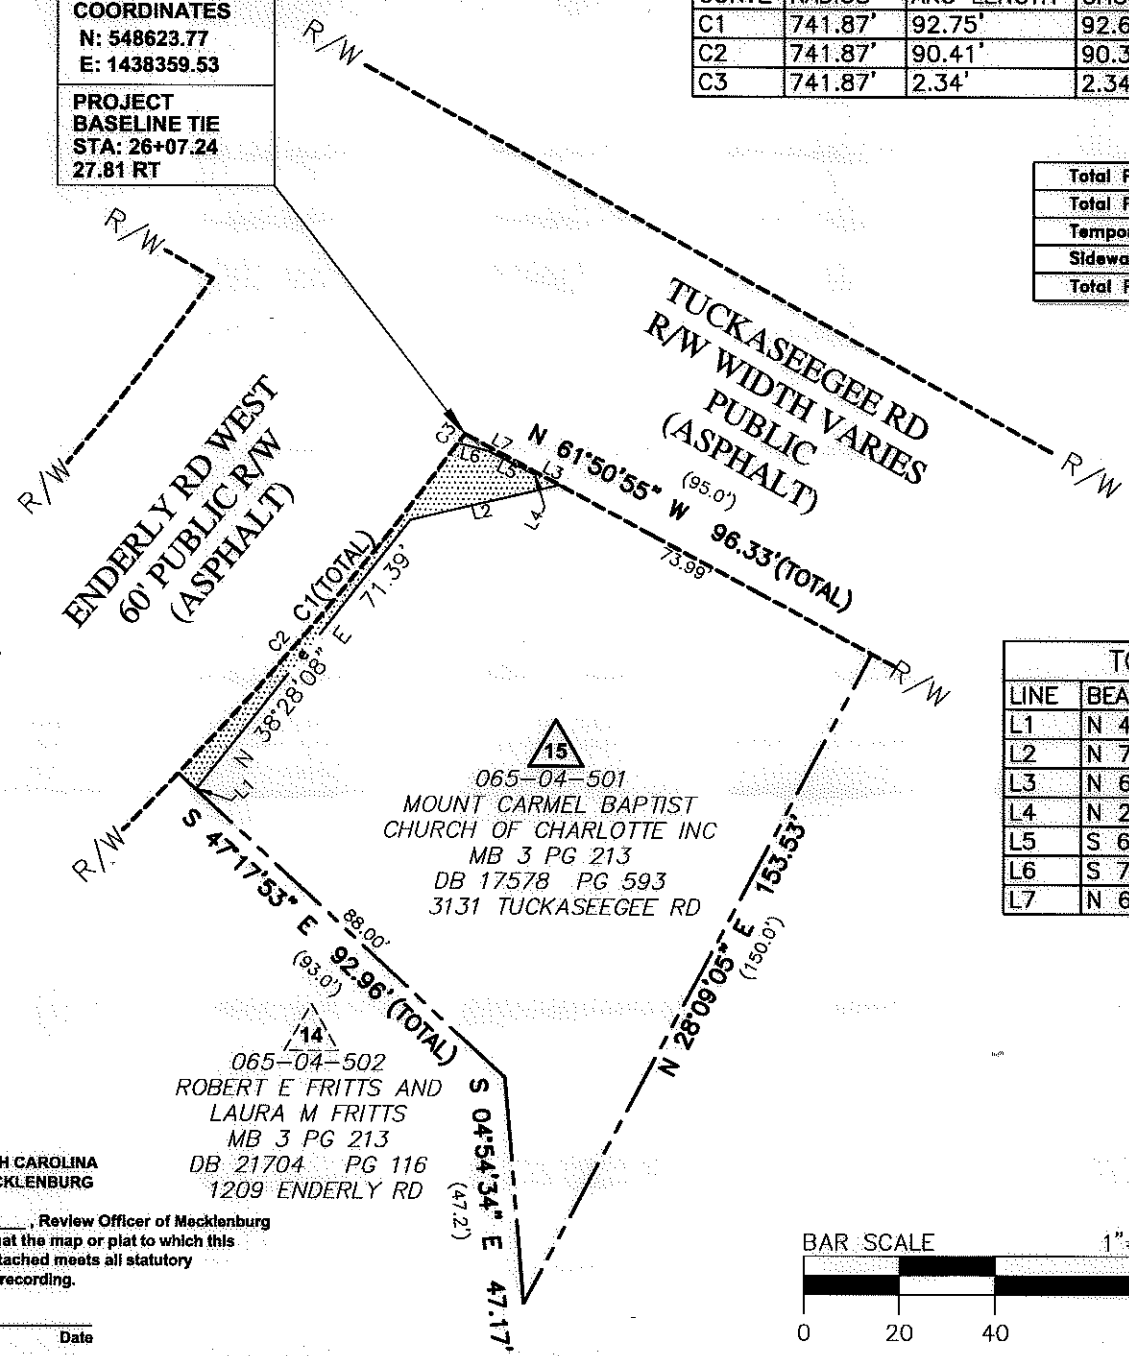 COORDINATES
N: 548623.77
E: 1438359.53
PROJECT
BASELINE TIE
STA: 26+07.24
27.81 RT
C1 741.87' 92.75'
C2 741.87' 90.41'
C3 741.87' 2.34' 2.34
R/W
R/W
R/W
Total
Total
Total
TUCKASEEGEE RD
R/W WIDTH VARIES
PUBLIC
(ASPHALT)
R/W
ENDERLY RD WEST
60' PUBLIC R/W
(ASPHALT)
C3
L7
L6
L5
L3
L2
L4
N 61°50'55" W 96.33'(TOTAL)
(95.0')
73.99'
C1(TOTAL)
C2
71.39'
N 38°28'08" E
L1
R/W
R/W
LINE
L1 N
L2 N
L3 N
L4 N
L5 S
L6 S
L7 N
15
065-04-501
MOUNT CARMEL BAPTIST
CHURCH OF CHARLOTTE INC
MB 3 PG 213
DB 17578 PG 593
3131 TUCKASEEGEE RD
S 47°17'53" E 92.96'(TOTAL)
88.00'
(93.0')
N 28°09'05" E 153.53'
(150.0')
14
065-04-502
ROBERT E FRITTS AND
LAURA M FRITTS
MB 3 PG 213
DB 21704 PG 116
1209 ENDERLY RD
S 04°54'34" E 47.17'
(47.2')
CAROLINA
, Review Officer of Mecklenburg
at the map or plat to which this
meets all statutory
recording.
Date
BAR SCALE 1"
0 20 40